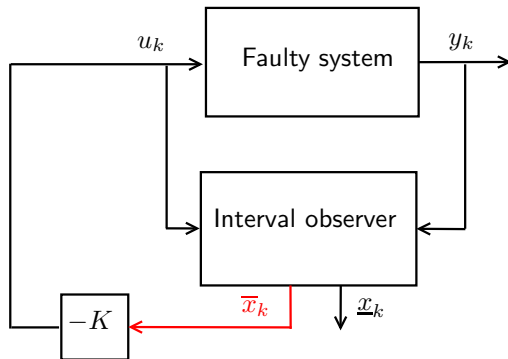 u_k
Faulty system
y_k
Interval observer
x̅_k
x̲_k
−K